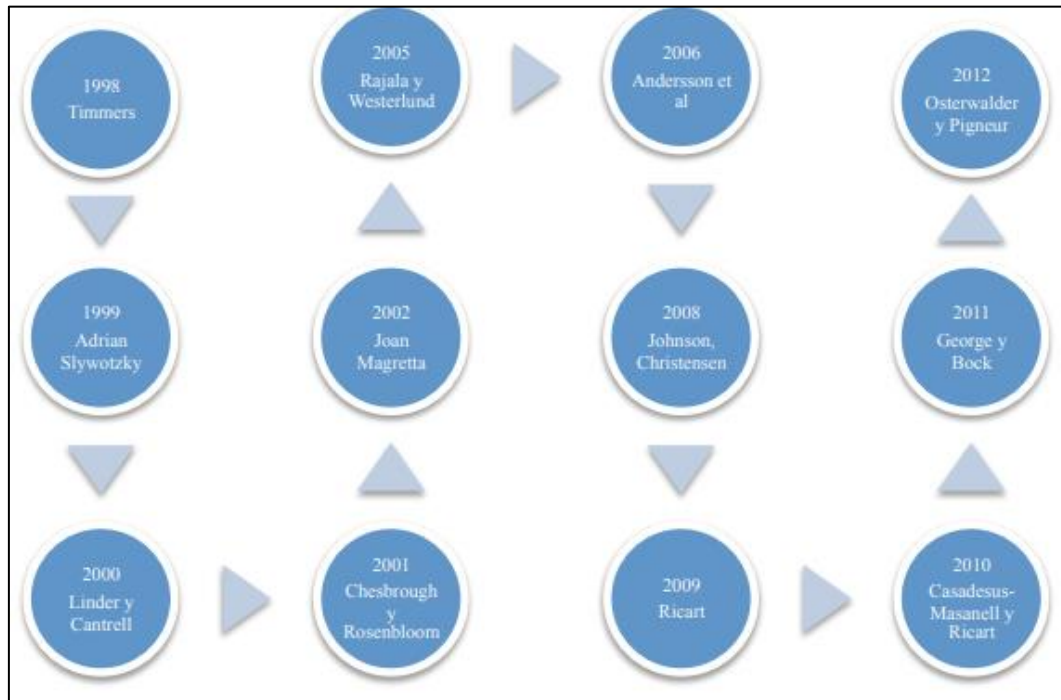 1998
Timmers
1999
Adrian
Slywotzky
2000
Linder y
Cantrell
2001
Chesbrough
y
Rosenbloom
2002
Joan
Magretta
2005
Rajala y
Westerlund
2006
Andersson et
al
2008
Johnson,
Christensen
2009
Ricart
2010
Casadesus-
Masanell y
Ricart
2011
George y
Bock
2012
Osterwalder
y Pigneur